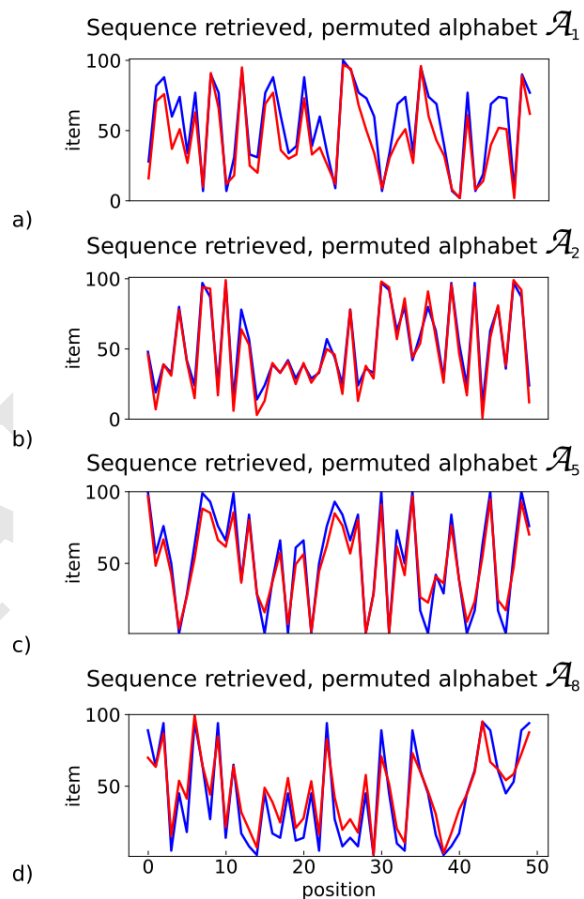 Sequence retrieved, permuted alphabet 𝒜1
100
50
0
item
a)
Sequence retrieved, permuted alphabet 𝒜2
100
50
0
item
b)
Sequence retrieved, permuted alphabet 𝒜5
100
50
item
c)
Sequence retrieved, permuted alphabet 𝒜8
100
50
item
d)
0 10 20 30 40 50
position